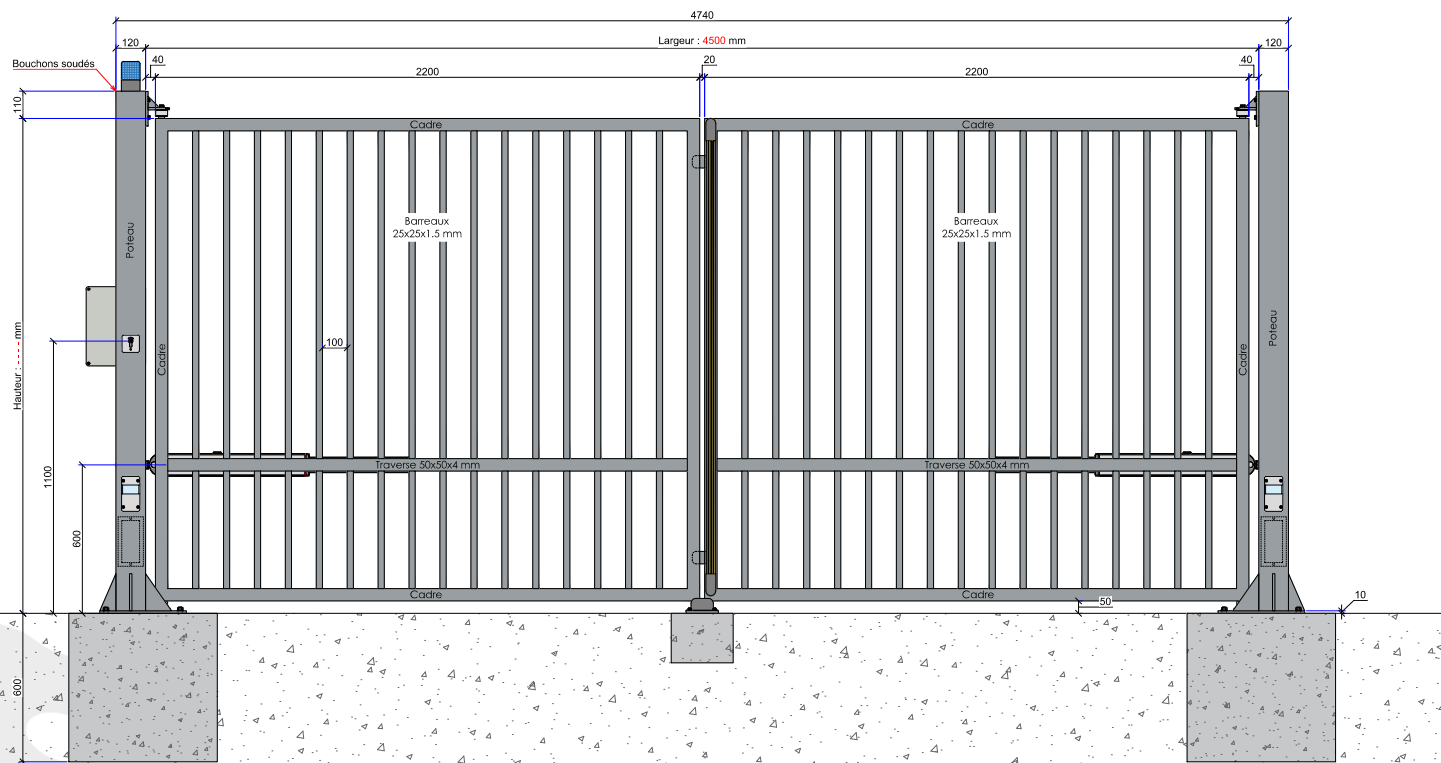 4740
120
Largeur : 4500 mm
120
Bouchons soudés
40
2200
20
2200
40
110
Cadre
Cadre
Barreaux
25x25x1.5 mm
Barreaux
25x25x1.5 mm
Poteau
Poteau
Hauteur : - - - - mm
100
Cadre
Cadre
1100
Traverse 50x50x4 mm
Traverse 50x50x4 mm
600
Cadre
Cadre
50
10
600